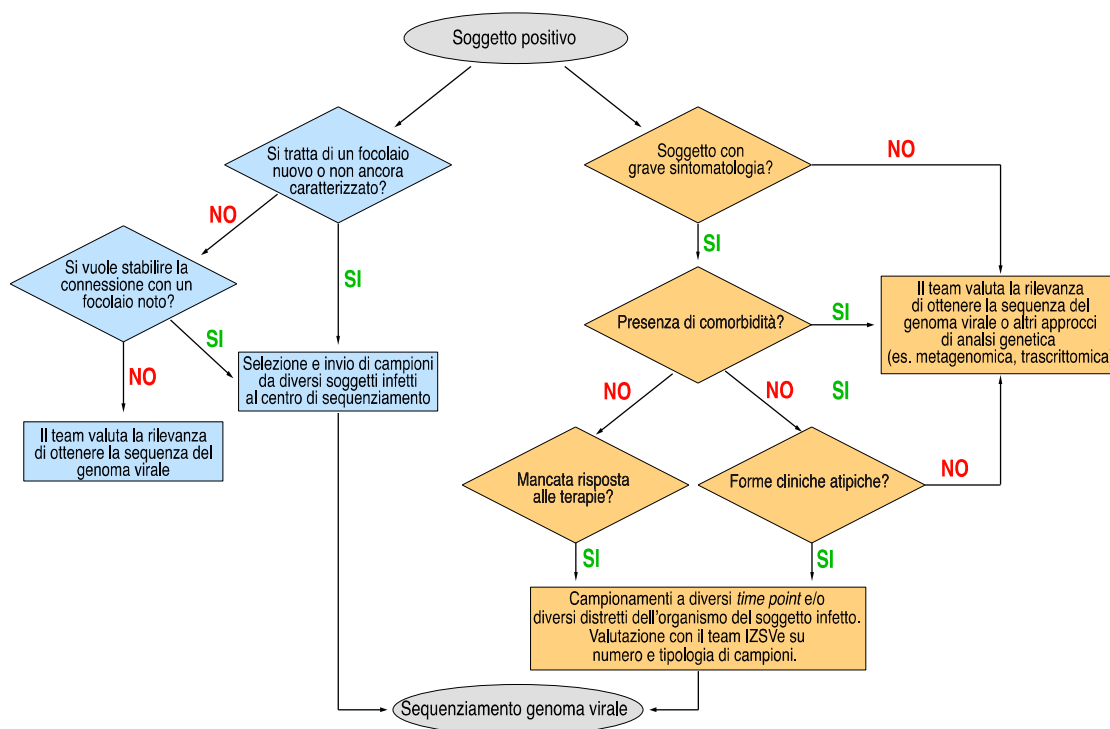 Soggetto positivo
Si tratta di un focolaio
nuovo o non ancora
caratterizzato?
Soggetto con
grave sintomatologia?
NO
NO
SI
Si vuole stabilire la
connessione con un
focolaio noto?
SI
SI
NO
Presenza di comorbidità?
SI
Il team valuta la rilevanza
di ottenere la sequenza del
genoma virale o altri approcci
di analsi genetica
(es. metagenomica, trascrittomica)
Selezione e invio di campioni
da diversi soggetti infetti
al centro di sequenziamento
NO
NO
SI
Il team valuta la rilevanza
di ottenere la sequenza del
genoma virale
Mancata risposta
alle terapie?
Forme cliniche atipiche?
NO
SI
SI
Campionamenti a diversi time point e/o
diversi distretti dell'organismo del soggetto infetto.
Valutazione con il team IZSVe su
numero e tipologia di campioni.
Sequenziamento genoma virale